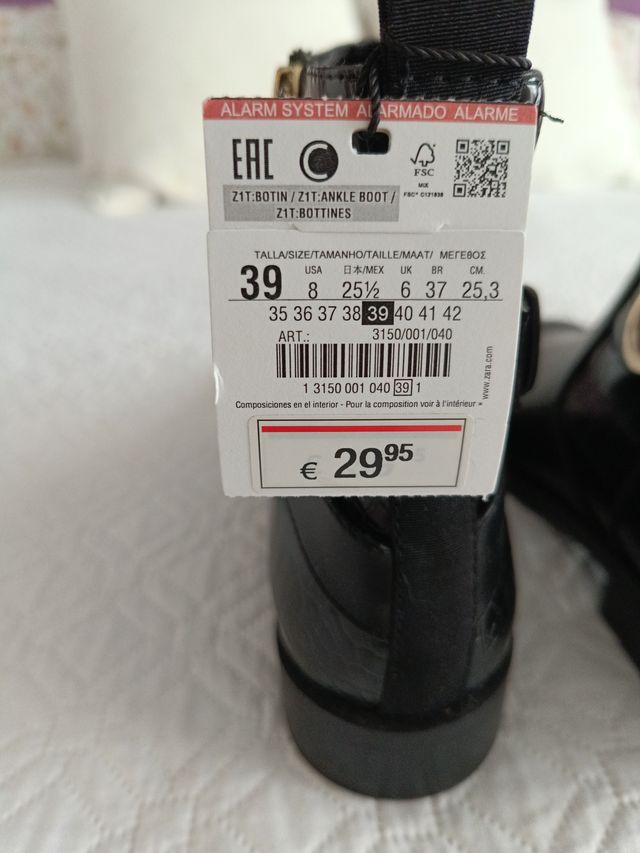 ALARM SYSTEM ALARMADO ALARME
EAC
FSC
MIX
FSC® C121838
Z1T:BOTIN / Z1T:ANKLE BOOT /
Z1T:BOTTINES
TALLA/SIZE/TAMANHO/TAILLE/MAAT/ ΜΕΓΕΘΟΣ
USA 日本/MEX UK BR CM.
39 8 25½ 6 37 25,3
35 36 37 38 39 40 41 42
ART.: 3150/001/040
1 3150 001 040 39 1
www.zara.com
Composiciones en el interior - Pour la composition voir à l'intérieur
€ 2995